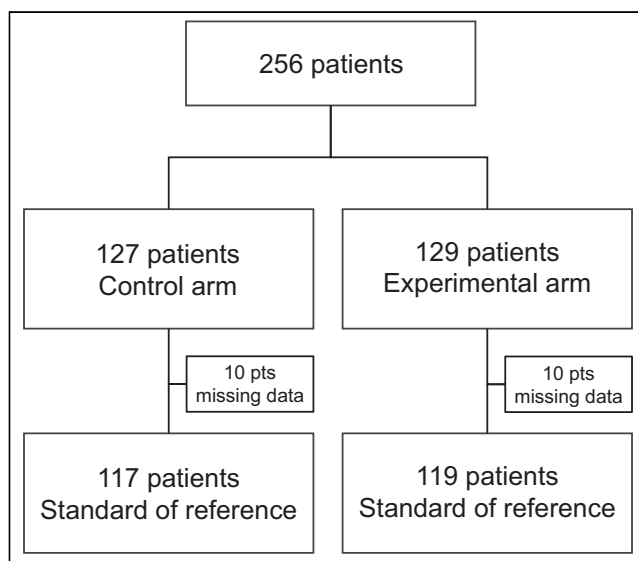 256 patients
127 patients
Control arm
129 patients
Experimental arm
10 pts
missing data
10 pts
missing data
117 patients
Standard of reference
119 patients
Standard of reference